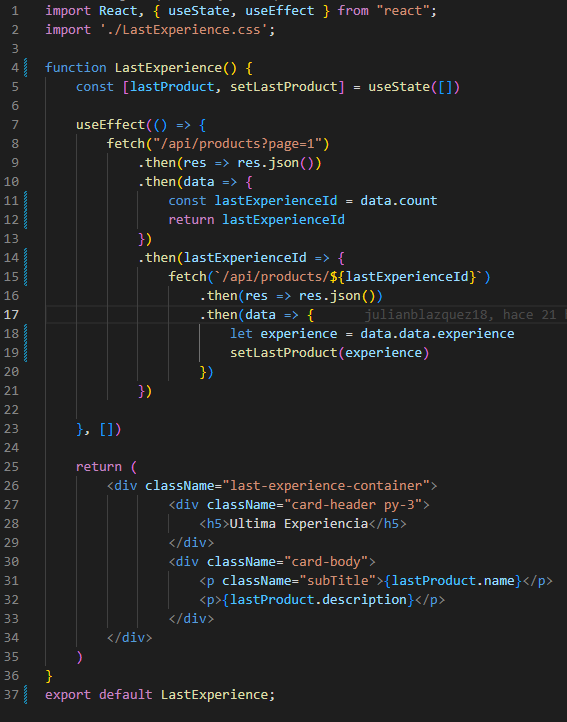 1 import React, { useState, useEffect } from "react";
2 import './LastExperience.css';
3
4 function LastExperience() {
5     const [lastProduct, setLastProduct] = useState([])
6
7     useEffect(() => {
8         fetch("/api/products?page=1")
9             .then(res => res.json())
10             .then(data => {
11                 const lastExperienceId = data.count
12                 return lastExperienceId
13             })
14             .then(lastExperienceId => {
15                 fetch(`/api/products/${lastExperienceId}`)
16                     .then(res => res.json())
17                     .then(data => {     julianblazquez18, hace 21
18                         let experience = data.data.experience
19                         setLastProduct(experience)
20                     })
21             })
22
23     }, [])
24
25     return (
26         <div className="last-experience-container">
27                 <div className="card-header py-3">
28                     <h5>Ultima Experiencia</h5>
29                 </div>
30                 <div className="card-body">
31                     <p className="subTitle">{lastProduct.name}</p>
32                     <p>{lastProduct.description}</p>
33                 </div>
34         </div>
35     )
36 }
37 export default LastExperience;